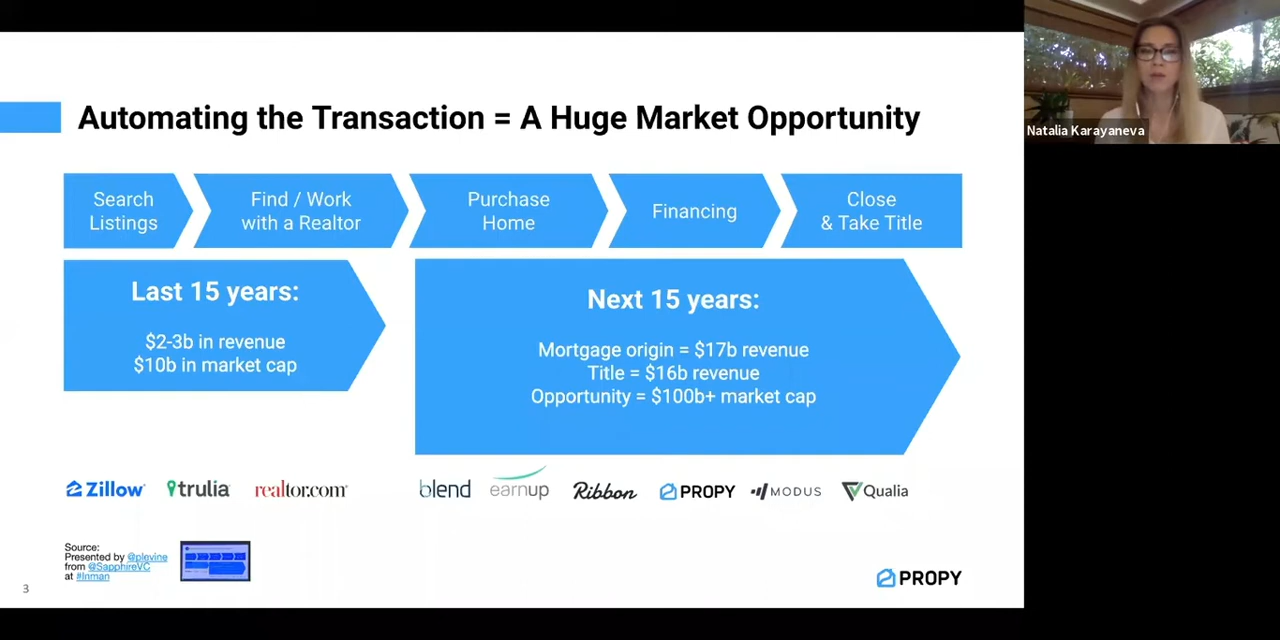 Automating the Transaction = A Huge Market Opportunity
Search
Listings
Find / Work
with a Realtor
Purchase
Home
Financing
Close
& Take Title
Last 15 years:
$2-3b in revenue
$10b in market cap
Next 15 years:
Mortgage origin = $17b revenue
Title = $16b revenue
Opportunity = $100b+ market cap
Zillow
trulia
realtor.com
blend
earnup
Ribbon
PROPY
MODUS
Qualia
Source:
Presented by @plevine
from @SapphireVC
at #Inman
3
PROPY
Natalia Karayaneva